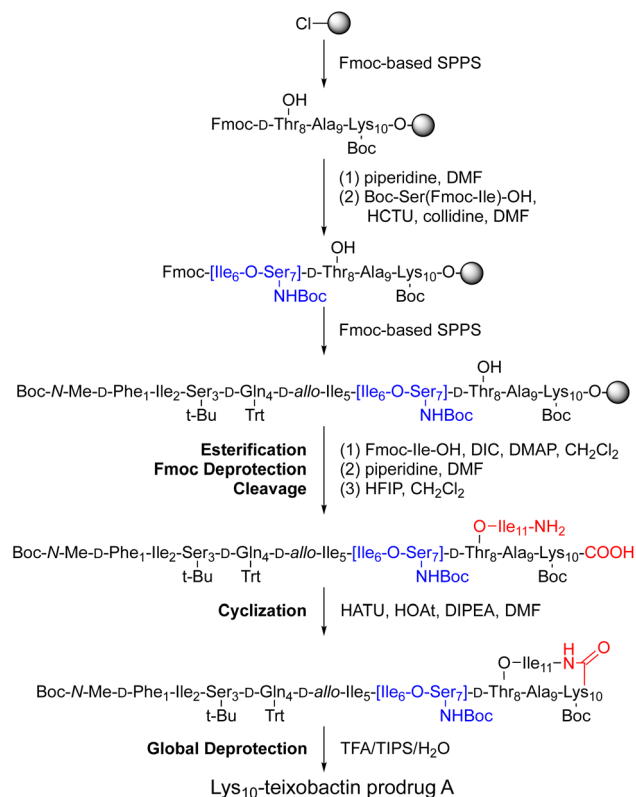 Cl
Fmoc-based SPPS
OH
Fmoc-D-Thr8-Ala9-Lys10-O
Boc
(1) piperidine, DMF
(2) Boc-Ser(Fmoc-Ile)-OH,
HCTU, collidine, DMF
OH
Fmoc-[Ile6-O-Ser7]-D-Thr8-Ala9-Lys10-O
NHBoc Boc
Fmoc-based SPPS
OH
Boc-N-Me-D-Phe1-Ile2-Ser3-D-Gln4-D-allo-Ile5-[Ile6-O-Ser7]-D-Thr8-Ala9-Lys10-O
t-Bu Trt NHBoc Boc
Esterification (1) Fmoc-Ile-OH, DIC, DMAP, CH2Cl2
Fmoc Deprotection (2) piperidine, DMF
Cleavage (3) HFIP, CH2Cl2
O-Ile11-NH2
Boc-N-Me-D-Phe1-Ile2-Ser3-D-Gln4-D-allo-Ile5-[Ile6-O-Ser7]-D-Thr8-Ala9-Lys10-COOH
t-Bu Trt NHBoc Boc
Cyclization HATU, HOAt, DIPEA, DMF
H O
O-Ile11-N
Boc-N-Me-D-Phe1-Ile2-Ser3-D-Gln4-D-allo-Ile5-[Ile6-O-Ser7]-D-Thr8-Ala9-Lys10
t-Bu Trt NHBoc Boc
Global Deprotection TFA/TIPS/H2O
Lys10-teixobactin prodrug A